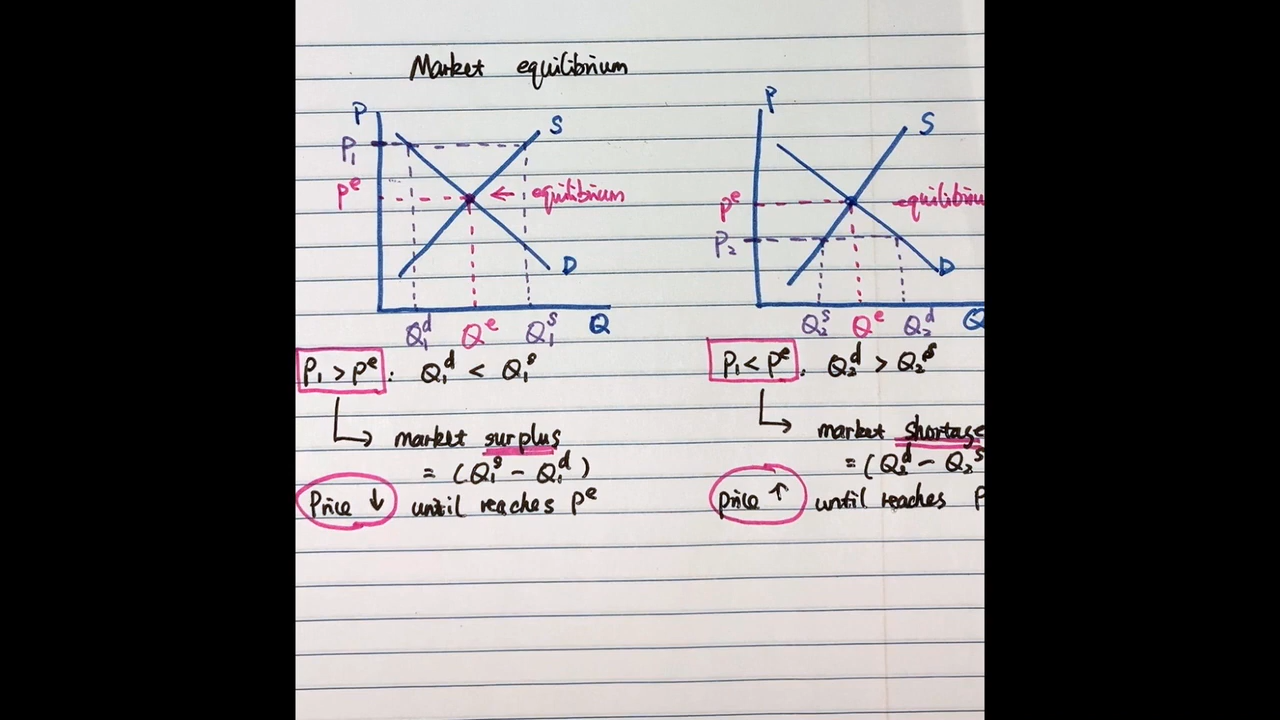 Market equilibrium
P
S
P₁
Pᵉ
← equilibrium
D
Q₁ᵈ Qᵉ Q₁ˢ Q
P₁ > Pᵉ : Q₁ᵈ < Q₁ˢ
market surplus
= (Q₁ˢ - Q₁ᵈ)
Price ↓ until reaches Pᵉ
P
S
Pᵉ
P₂
D
Q₂ˢ Qᵉ Q₂ᵈ Q
P₁ < Pᵉ : Q₂ᵈ > Q₂ˢ
market shortage
= (Q₂ᵈ - Q₂ˢ
price ↑ until reaches P